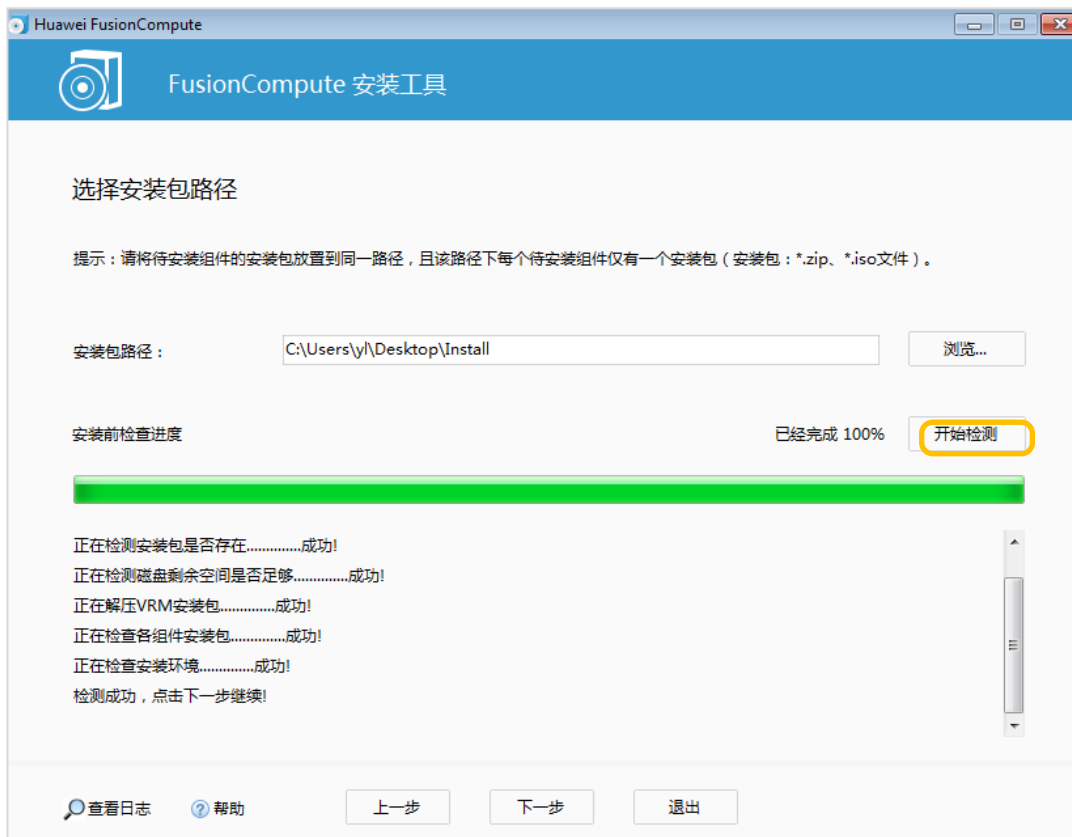 Huawei FusionCompute
FusionCompute 安装工具
选择安装包路径
提示：请将待安装组件的安装包放置到同一路径，且该路径下每个待安装组件仅有一个安装包（安装包：*.zip、*.iso文件）。
安装包路径： C:\Users\yl\Desktop\Install 浏览...
安装前检查进度 已经完成 100% 开始检测
正在检测安装包是否存在..............成功!
正在检测磁盘剩余空间是否足够..............成功!
正在解压VRM安装包..............成功!
正在检查各组件安装包..............成功!
正在检查安装环境..............成功!
检测成功，点击下一步继续!
查看日志 帮助 上一步 下一步 退出